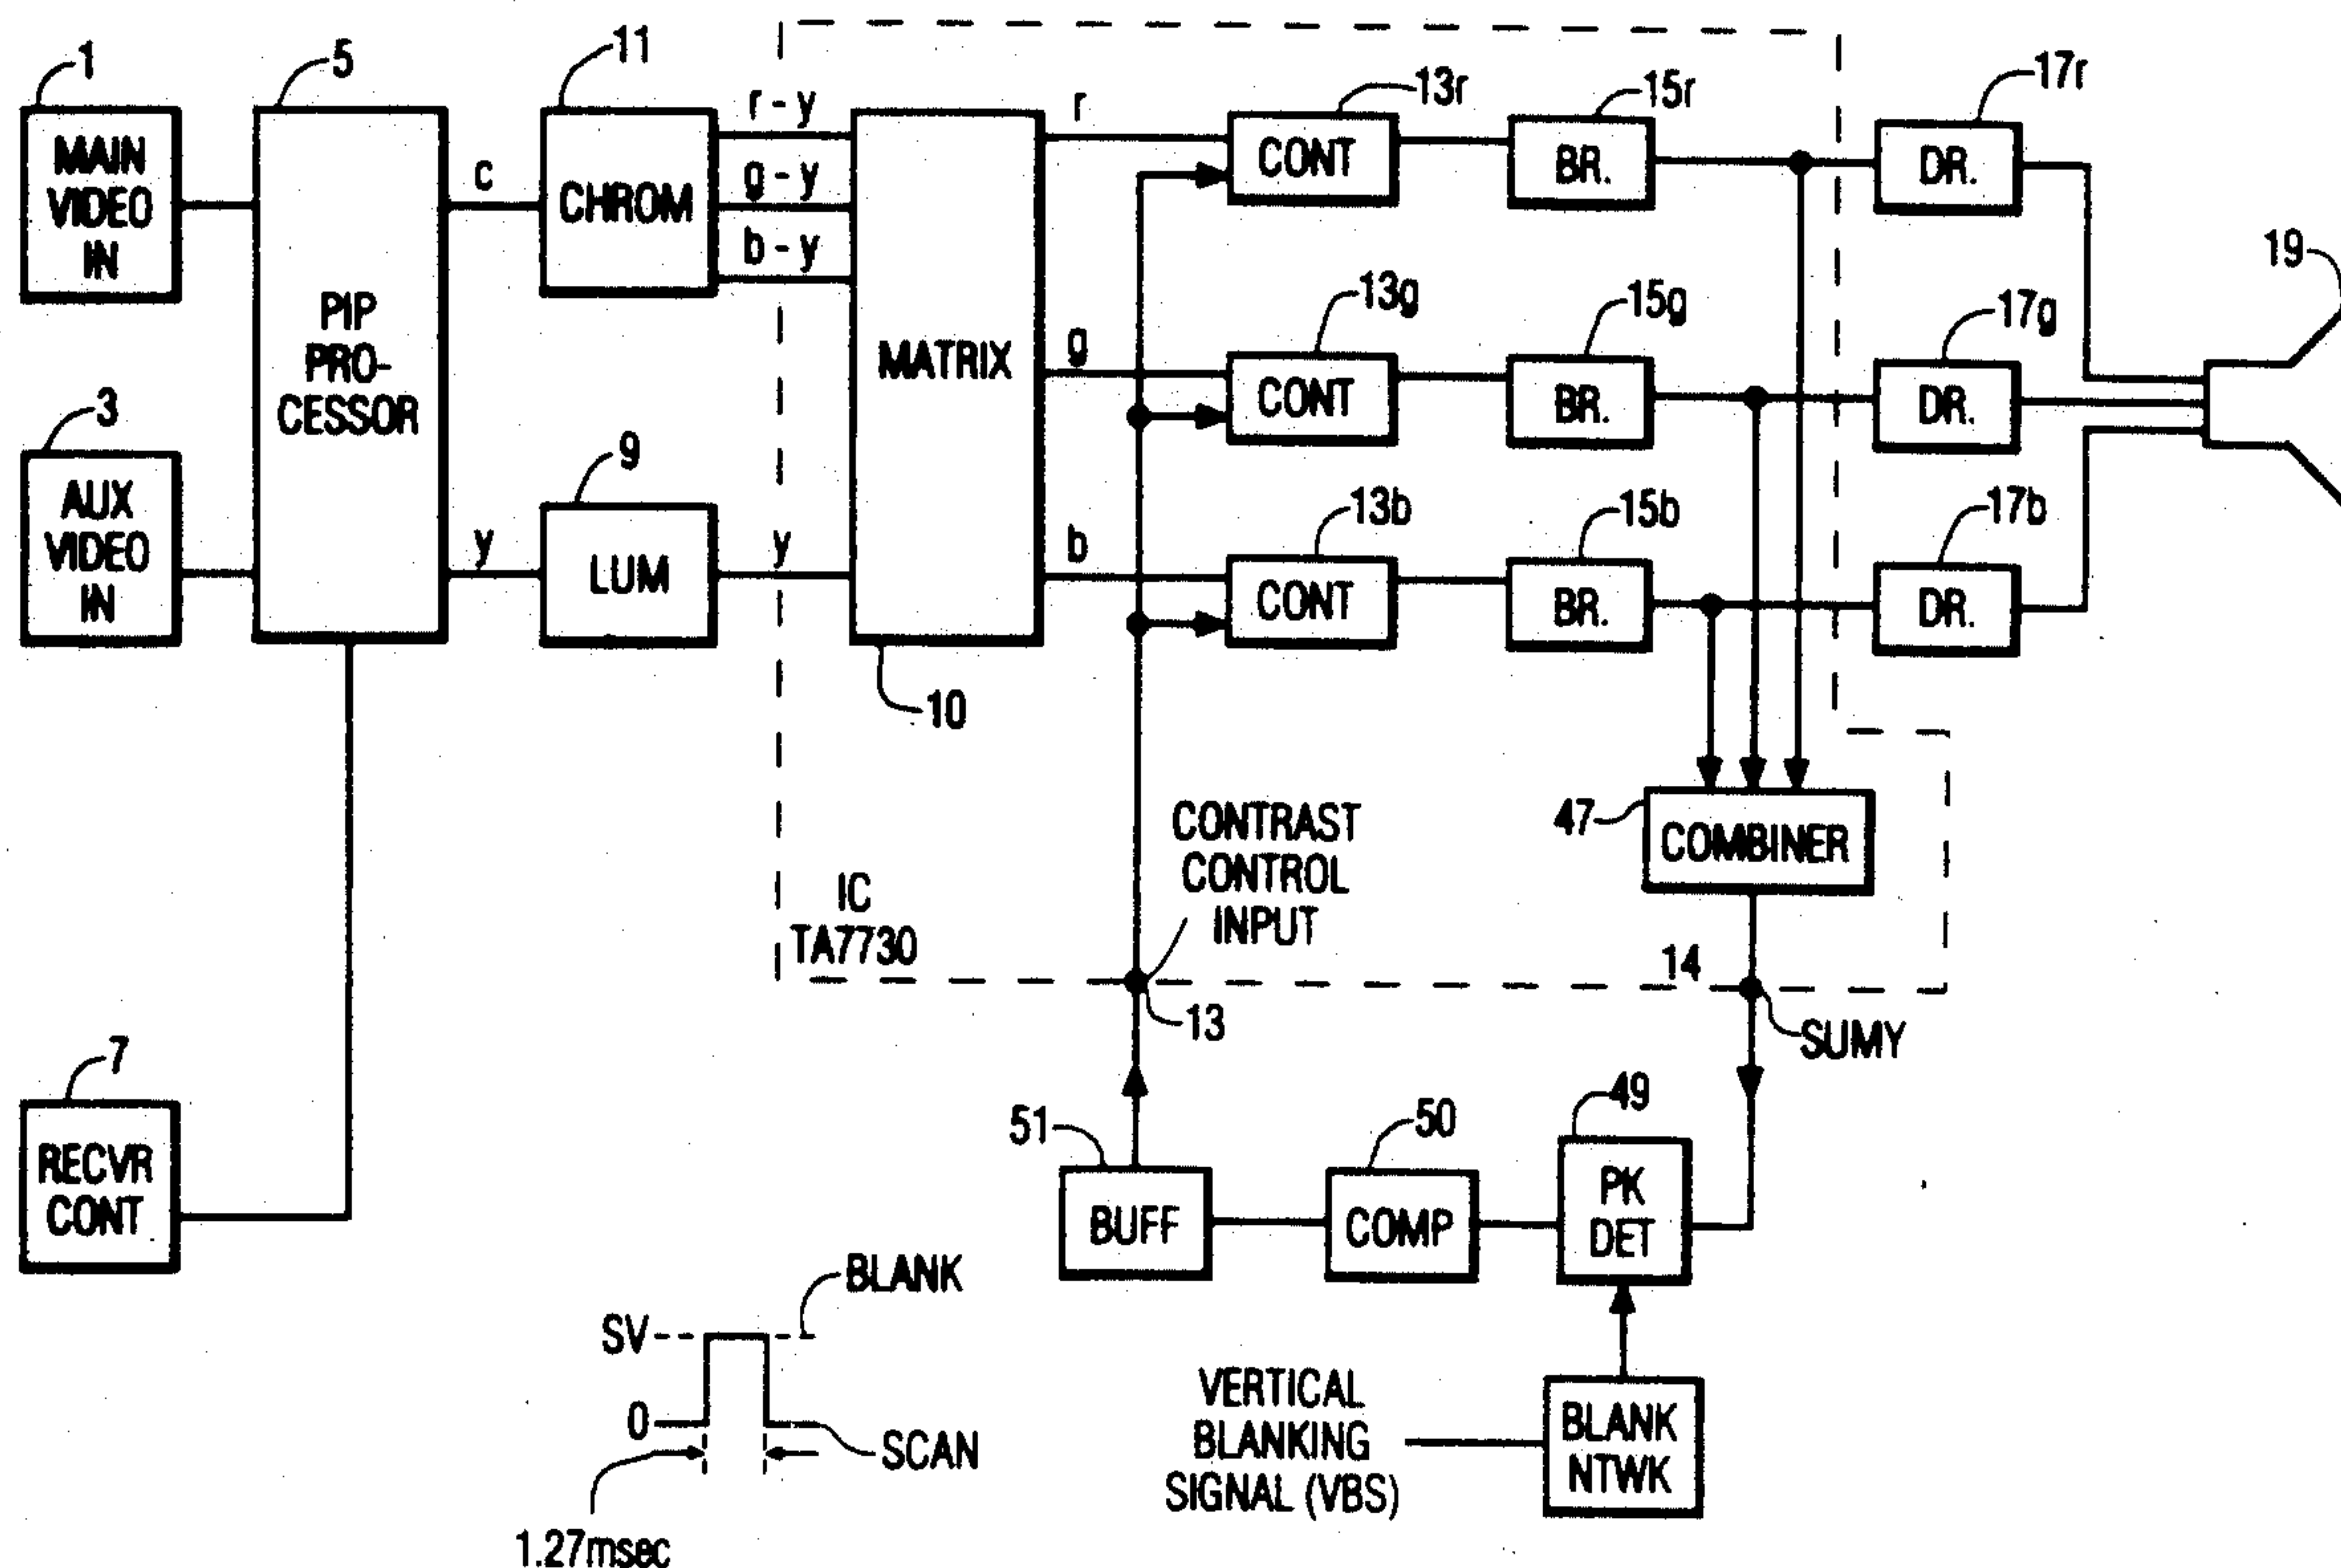 1
MAIN
VIDEO
IN
3
AUX
VIDEO
IN
5
PIP
PRO-
CESSOR
c
y
11
CHROM
9
LUM
r - y
g - y
b - y
y
MATRIX
10
r
g
b
13r
CONT
13g
CONT
13b
CONT
15r
BR.
15g
BR.
15b
BR.
17r
DR.
17g
DR.
17b
DR.
19
47
COMBINER
CONTRAST
CONTROL
INPUT
IC
TA7730
13
14
SUMY
7
RECVR
CONT
51
BUFF
50
COMP
49
PK
DET
BLANK
SV
0
SCAN
1.27msec
VERTICAL
BLANKING
SIGNAL (VBS)
BLANK
NTWK